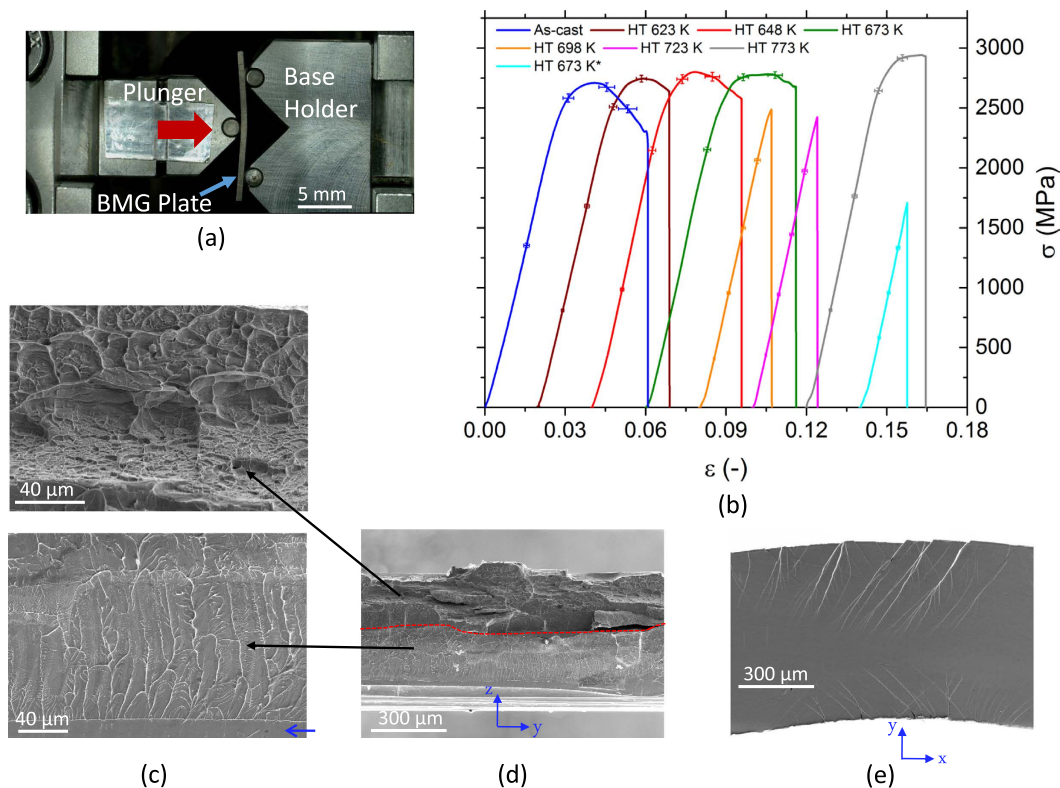 Plunger
Base
Holder
BMG Plate
5 mm
(a)
As-cast HT 623 K HT 648 K HT 673 K
HT 698 K HT 723 K HT 773 K
HT 673 K*
3000
2500
2000
1500
1000
500
0
σ (MPa)
0.00 0.03 0.06 0.09 0.12 0.15 0.18
ε (-)
(b)
40 µm
40 µm
(c)
z
y
300 µm
(d)
300 µm
y
x
(e)